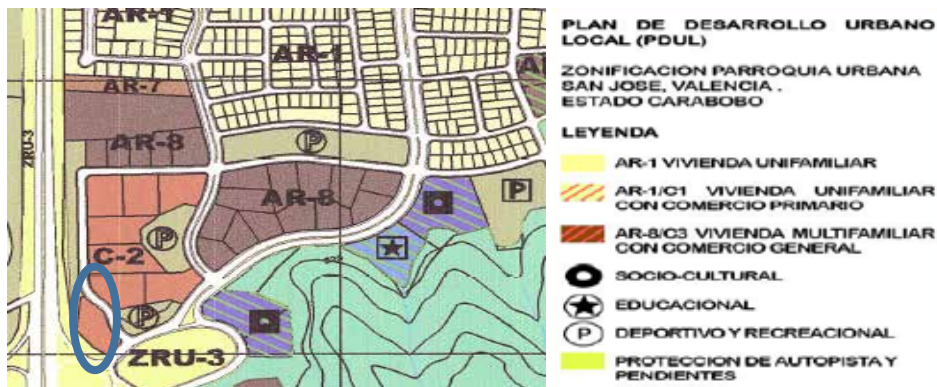 AR-1
AR-1
AR-7
AR-8
ZRU-3
P
AR-8
P
P
C-2
P
ZRU-3
PLAN DE DESARROLLO URBANO
LOCAL (PDUL)
ZONIFICACION PARROQUIA URBANA
SAN JOSE, VALENCIA .
ESTADO CARABOBO
LEYENDA
AR-1 VIVIENDA UNIFAMILIAR
AR-1/C1 VIVIENDA UNIFAMILIAR
CON COMERCIO PRIMARIO
AR-8/C3 VIVIENDA MULTIFAMILIAR
CON COMERCIO GENERAL
SOCIO-CULTURAL
EDUCACIONAL
P DEPORTIVO Y RECREACIONAL
PROTECCION DE AUTOPISTA Y
PENDIENTES